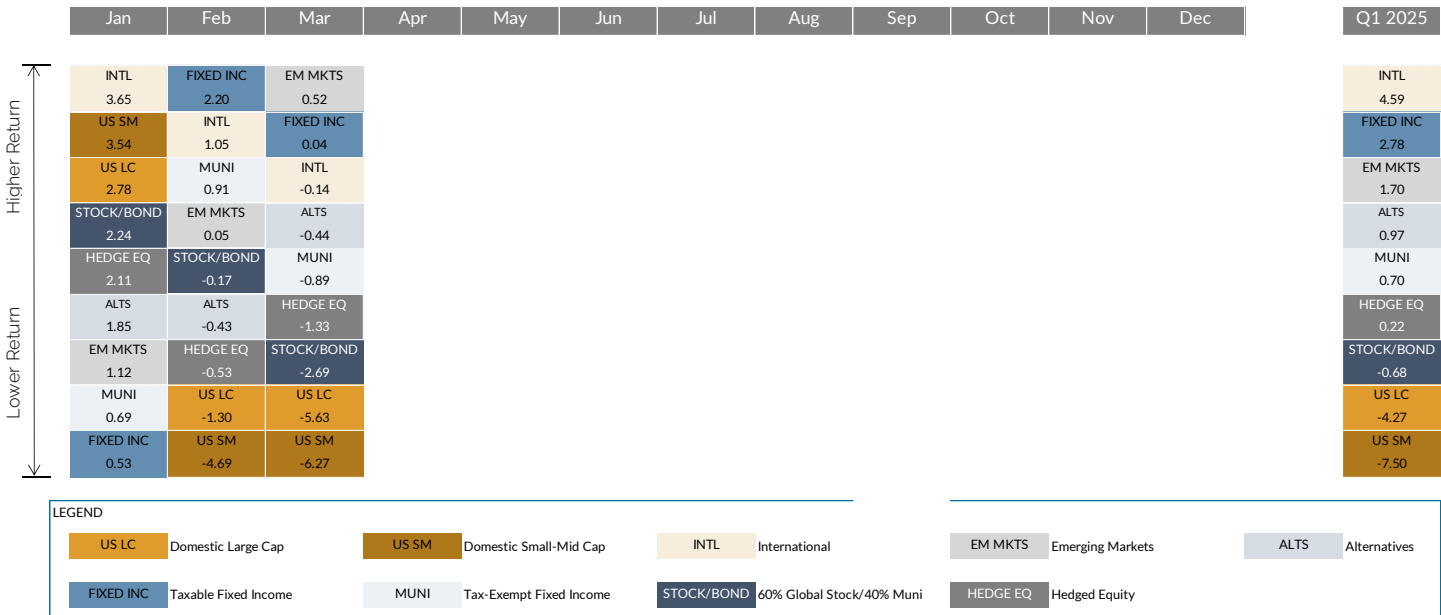 Jan Feb Mar Apr May Jun Jul Aug Sep Oct Nov Dec Q1 2025
Higher Return
Lower Return
INTL FIXED INC EM MKTS INTL
3.65 2.20 0.52 4.59
US SM INTL FIXED INC FIXED INC
3.54 1.05 0.04 2.78
US LC MUNI INTL EM MKTS
2.78 0.91 -0.14 1.70
STOCK/BOND EM MKTS ALTS ALTS
2.24 0.05 -0.44 0.97
HEDGE EQ STOCK/BOND MUNI MUNI
2.11 -0.17 -0.89 0.70
ALTS ALTS HEDGE EQ HEDGE EQ
1.85 -0.43 -1.33 0.22
EM MKTS HEDGE EQ STOCK/BOND STOCK/BOND
1.12 -0.53 -2.69 -0.68
MUNI US LC US LC US LC
0.69 -1.30 -5.63 -4.27
FIXED INC US SM US SM US SM
0.53 -4.69 -6.27 -7.50
LEGEND
US LC Domestic Large Cap US SM Domestic Small-Mid Cap INTL International EM MKTS Emerging Markets ALTS Alternatives
FIXED INC Taxable Fixed Income MUNI Tax-Exempt Fixed Income STOCK/BOND 60% Global Stock/40% Muni HEDGE EQ Hedged Equity